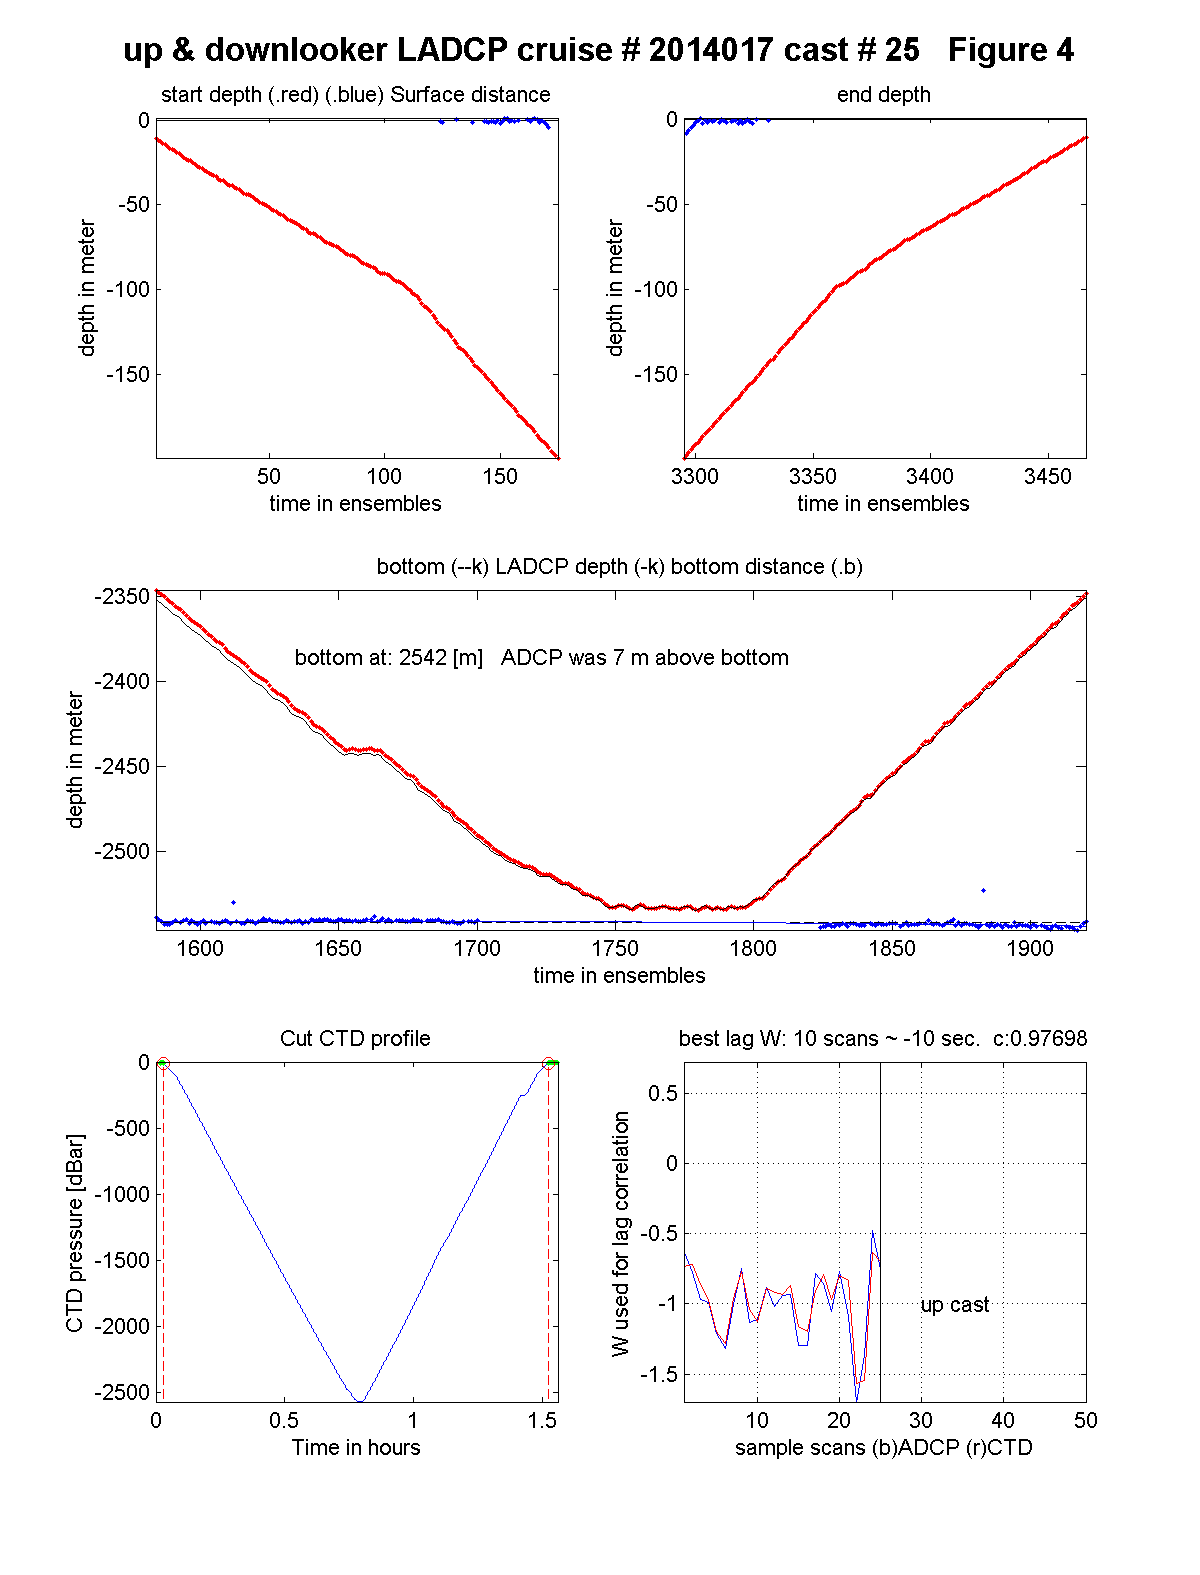 up & downlooker LADCP cruise # 2014017 cast # 25   Figure 4
start depth (.red) (.blue) Surface distance
0
-50
-100
-150
depth in meter
50 100 150
time in ensembles
end depth
0
-50
-100
-150
depth in meter
3300 3350 3400 3450
time in ensembles
bottom (--k) LADCP depth (-k) bottom distance (.b)
-2350
-2400
-2450
-2500
depth in meter
bottom at: 2542 [m]   ADCP was 7 m above bottom
1600 1650 1700 1750 1800 1850 1900
time in ensembles
Cut CTD profile
0
-500
-1000
-1500
-2000
-2500
CTD pressure [dBar]
0 0.5 1 1.5
Time in hours
best lag W: 10 scans ~ -10 sec.  c:0.97698
0.5
0
-0.5
-1
-1.5
W used for lag correlation
up cast
10 20 30 40 50
sample scans (b)ADCP (r)CTD